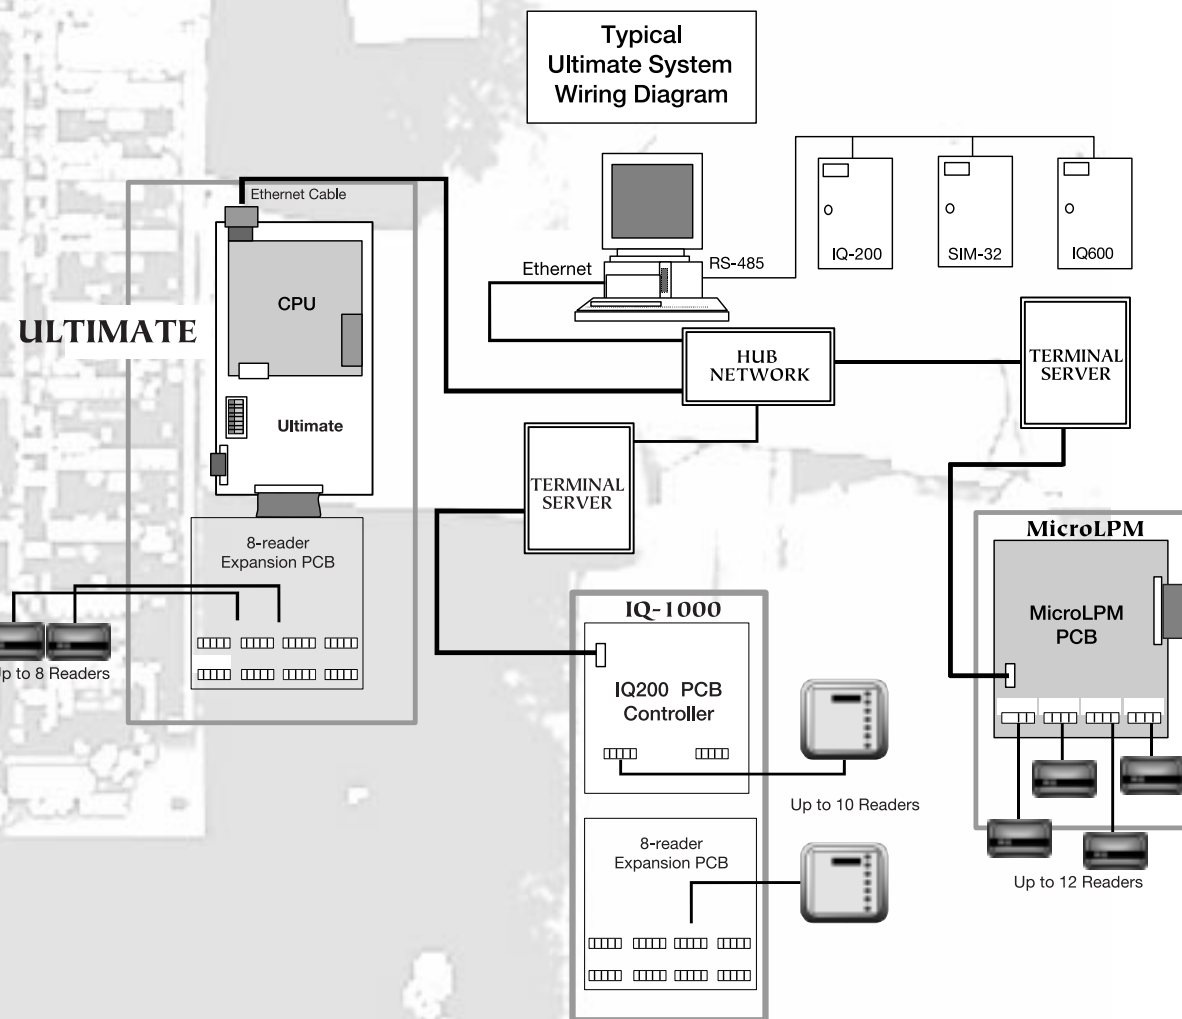 Typical
Ultimate System
Wiring Diagram
Ethernet Cable
IQ-200
SIM-32
IQ600
Ethernet
RS-485
CPU
ULTIMATE
HUB
NETWORK
TERMINAL
SERVER
Ultimate
TERMINAL
SERVER
MicroLPM
8-reader
Expansion PCB
IQ-1000
MicroLPM
PCB
Up to 8 Readers
IQ200 PCB
Controller
Up to 10 Readers
8-reader
Expansion PCB
Up to 12 Readers